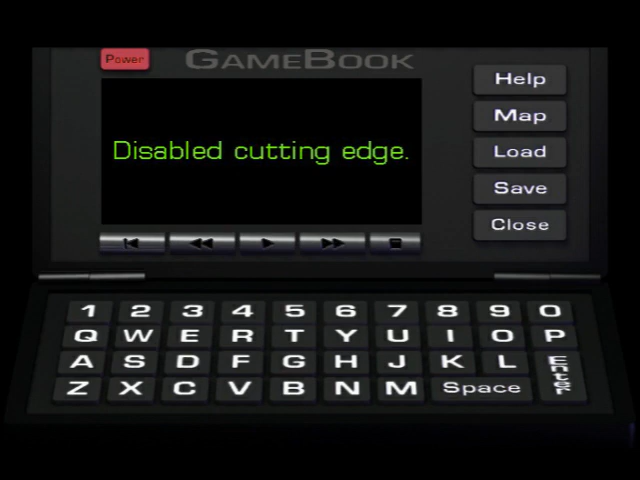 Power
GAMEBOOK
Help
Map
Load
Save
Close
Disabled cutting edge.
1 2 3 4 5 6 7 8 9 0
Q W E R T Y U I O P
A S D F G H J K L Enter
Z X C V B N M Space